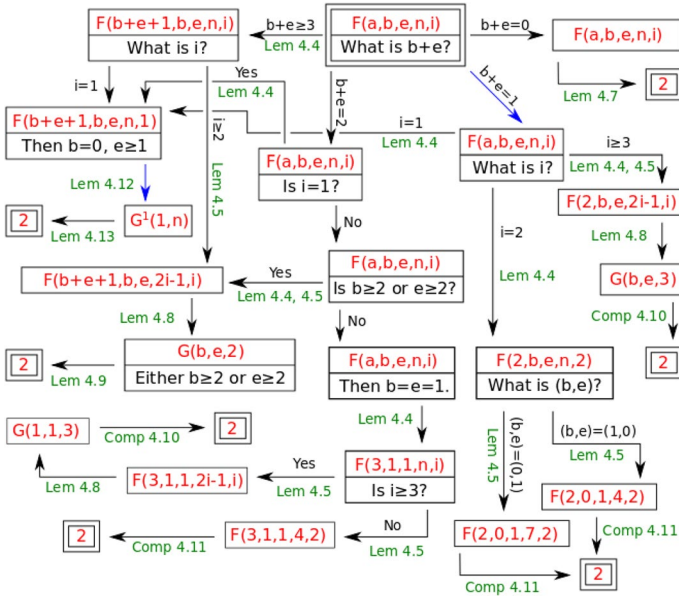 F(b+e+1,b,e,n,i)
What is i?
b+e≥3
Lem 4.4
F(a,b,e,n,i)
What is b+e?
b+e=0
F(a,b,e,n,i)
Lem 4.7
2
i=1
Yes
Lem 4.4
b+e=2
b+e=1
F(b+e+1,b,e,n,1)
Then b=0, e≥1
i≥2
Lem 4.5
i=1
Lem 4.4
F(a,b,e,n,i)
Is i=1?
F(a,b,e,n,i)
What is i?
i≥3
Lem 4.4, 4.5
Lem 4.12
2
Lem 4.13
G¹(1,n)
No
F(2,b,e,2i-1,i)
i=2
Lem 4.4
Lem 4.8
F(b+e+1,b,e,2i-1,i)
Yes
Lem 4.4, 4.5
F(a,b,e,n,i)
Is b≥2 or e≥2?
G(b,e,3)
Lem 4.8
No
Comp 4.10
2
2
Lem 4.9
G(b,e,2)
Either b≥2 or e≥2
F(a,b,e,n,i)
Then b=e=1.
F(2,b,e,n,2)
What is (b,e)?
Lem 4.4
G(1,1,3)
Comp 4.10
2
(b,e)=(0,1)
Lem 4.5
(b,e)=(1,0)
Lem 4.5
Lem 4.8
F(3,1,1,2i-1,i)
Yes
Lem 4.5
F(3,1,1,n,i)
Is i≥3?
F(2,0,1,4,2)
2
Comp 4.11
F(3,1,1,4,2)
No
Lem 4.5
F(2,0,1,7,2)
Comp 4.11
Comp 4.11
2